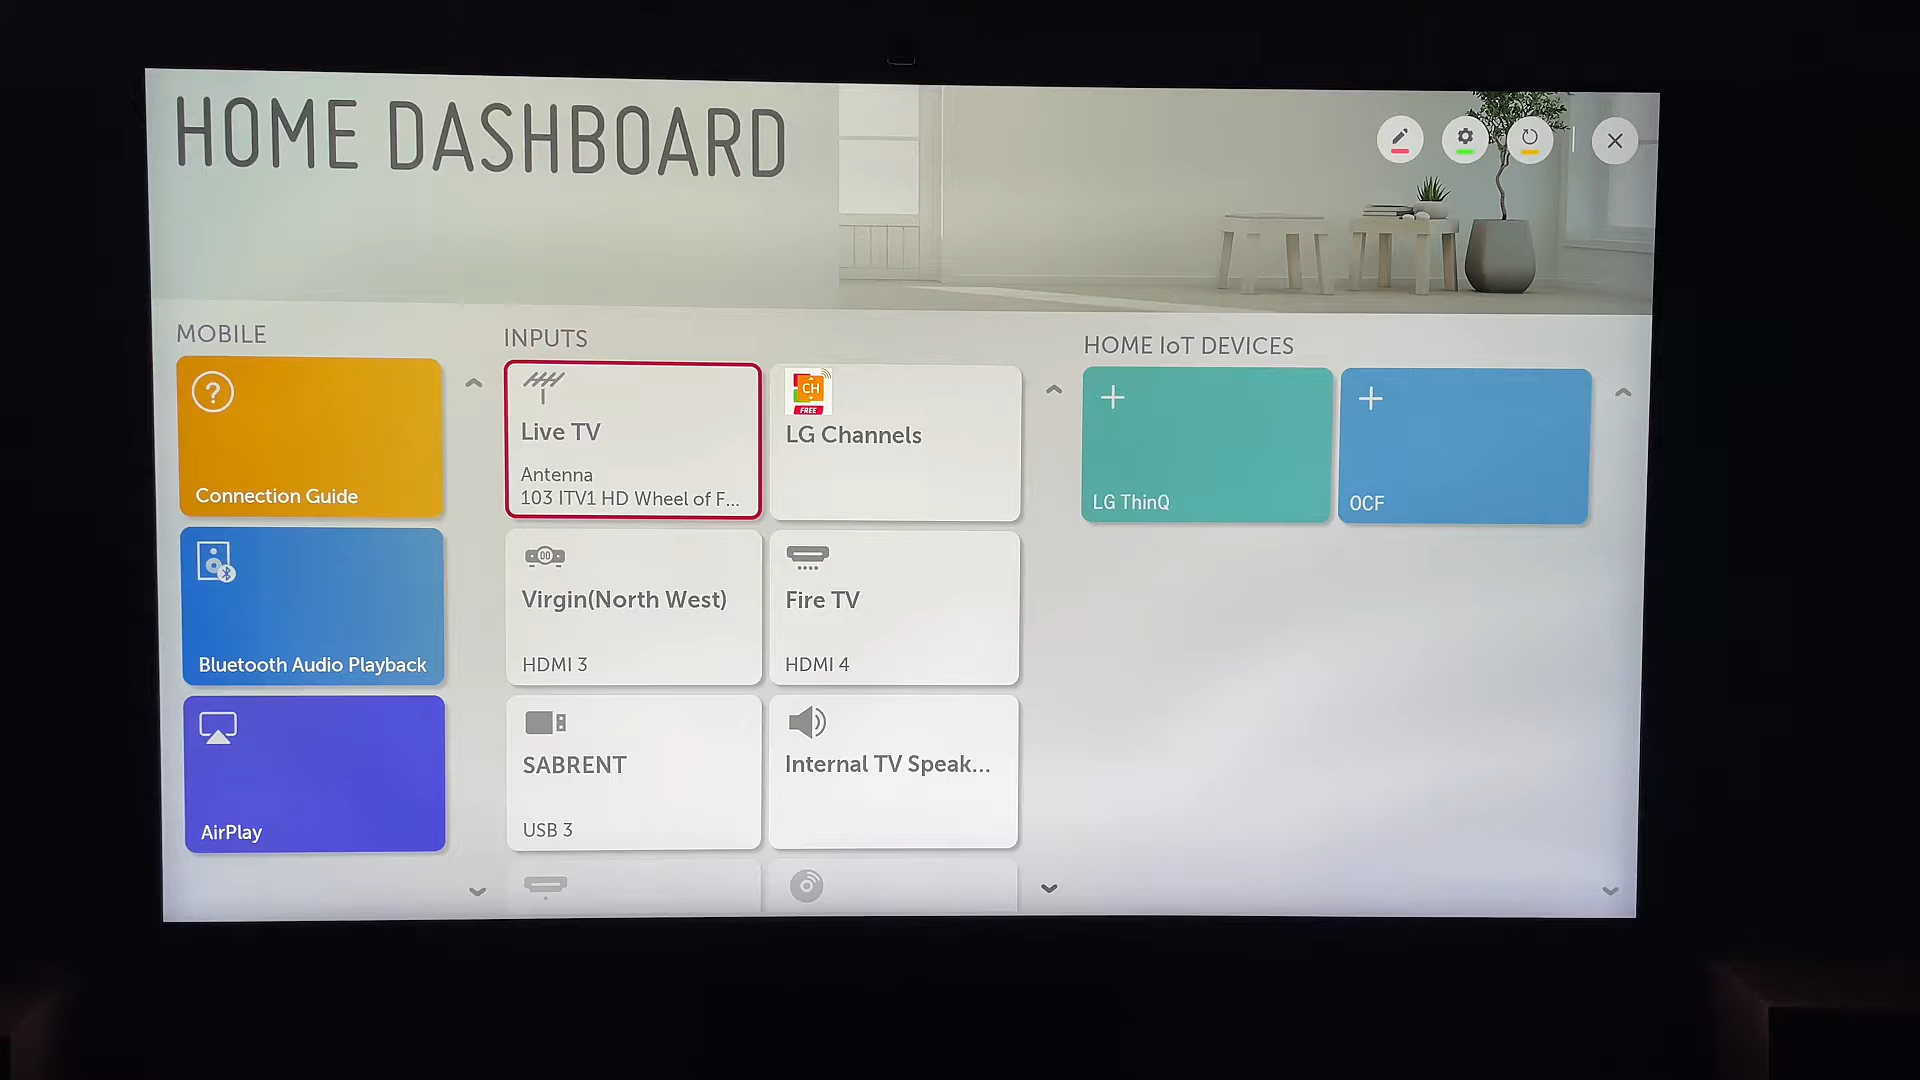 HOME DASHBOARD
MOBILE
Connection Guide
Bluetooth Audio Playback
AirPlay
INPUTS
Live TV
Antenna
103 ITV1 HD Wheel of F...
CH
FREE
LG Channels
Virgin(North West)
HDMI 3
Fire TV
HDMI 4
SABRENT
USB 3
Internal TV Speak...
HOME IoT DEVICES
LG ThinQ
OCF